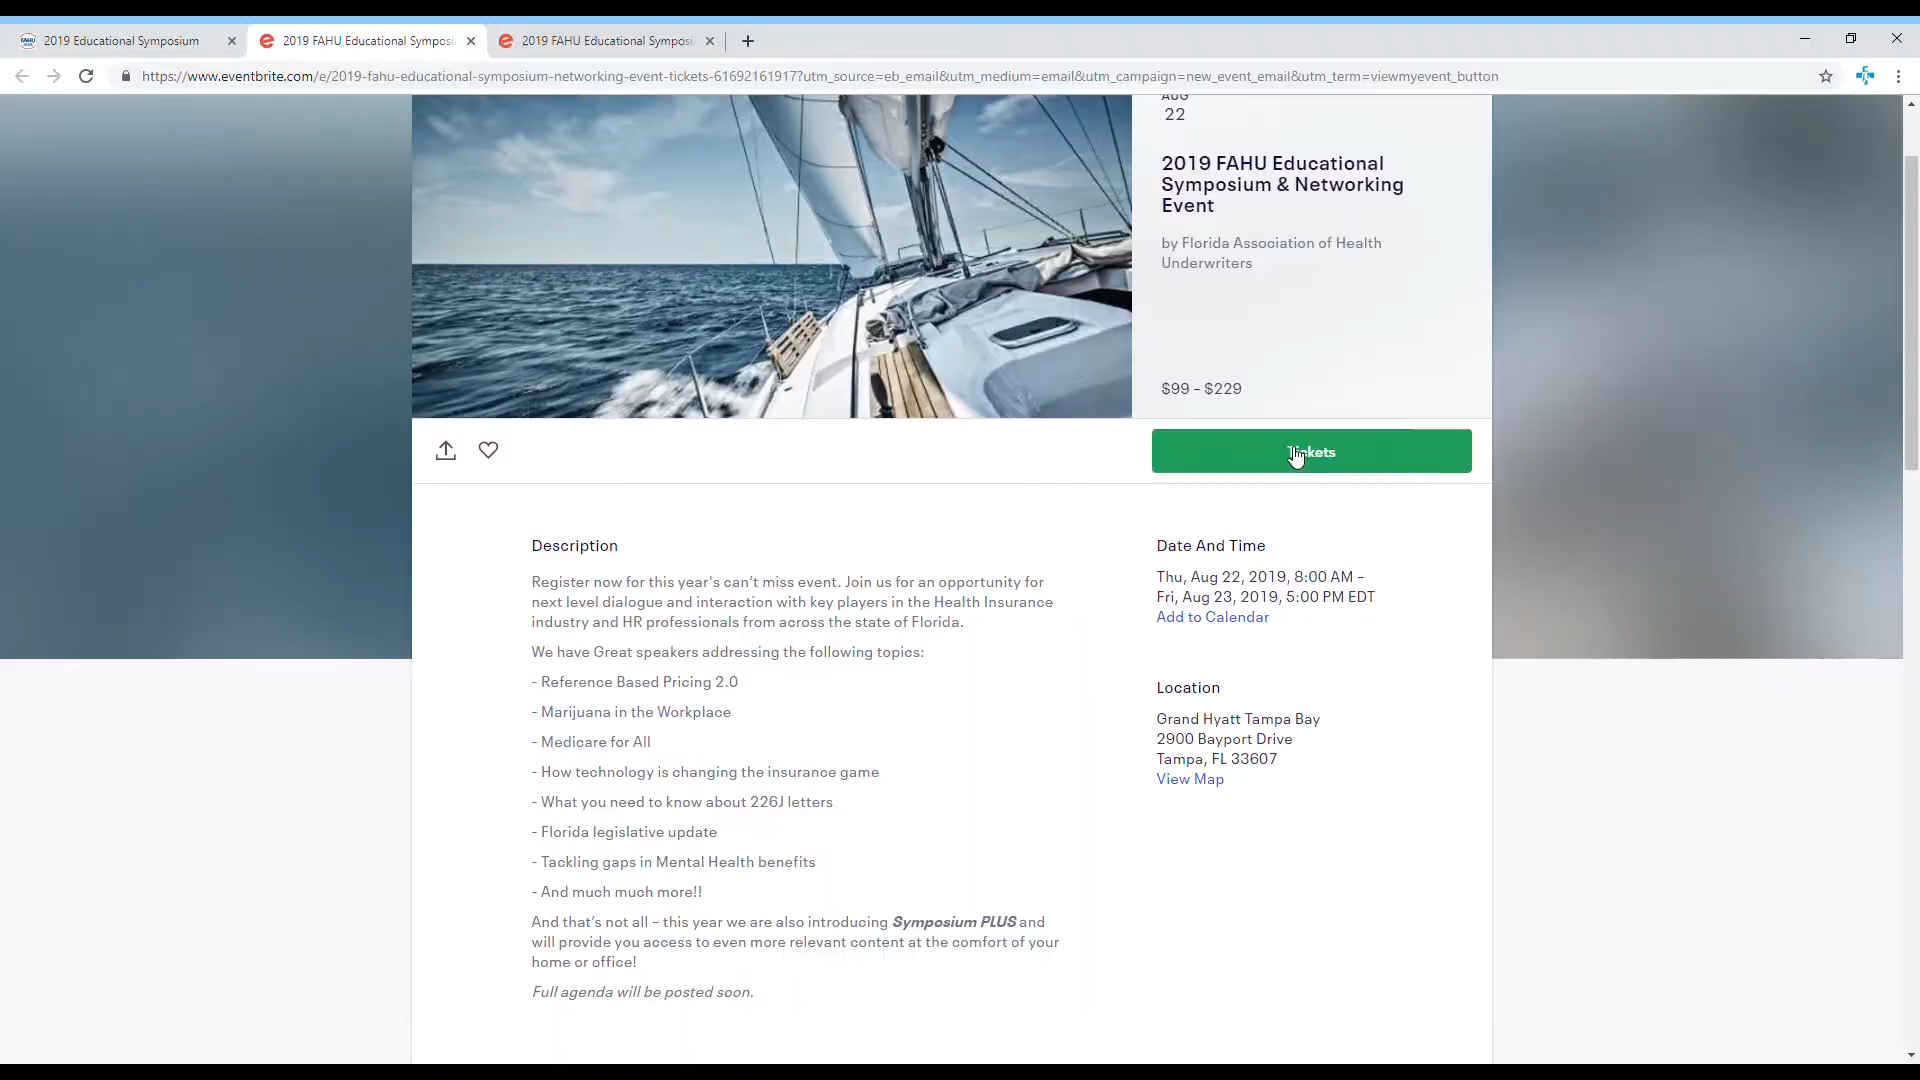 2019 Educational Symposium
2019 FAHU Educational Sympos
2019 FAHU Educational Sympos
https://www.eventbrite.com/e/2019-fahu-educational-symposium-networking-event-tickets-61692161917?utm_source=eb_email&utm_medium=email&utm_campaign=new_event_email&utm_term=viewmyevent_button
AUG
22
2019 FAHU Educational
Symposium & Networking
Event
by Florida Association of Health
Underwriters
$99 - $229
Tickets
Description
Register now for this year's can’t miss event. Join us for an opportunity for
next level dialogue and interaction with key players in the Health Insurance
industry and HR professionals from across the state of Florida.
We have Great speakers addressing the following topics:
- Reference Based Pricing 2.0
- Marijuana in the Workplace
- Medicare for All
- How technology is changing the insurance game
- What you need to know about 226J letters
- Florida legislative update
- Tackling gaps in Mental Health benefits
- And much much more!!
And that’s not all – this year we are also introducing Symposium PLUS and
will provide you access to even more relevant content at the comfort of your
home or office!
Full agenda will be posted soon.
Date And Time
Thu, Aug 22, 2019, 8:00 AM –
Fri, Aug 23, 2019, 5:00 PM EDT
Add to Calendar
Location
Grand Hyatt Tampa Bay
2900 Bayport Drive
Tampa, FL 33607
View Map